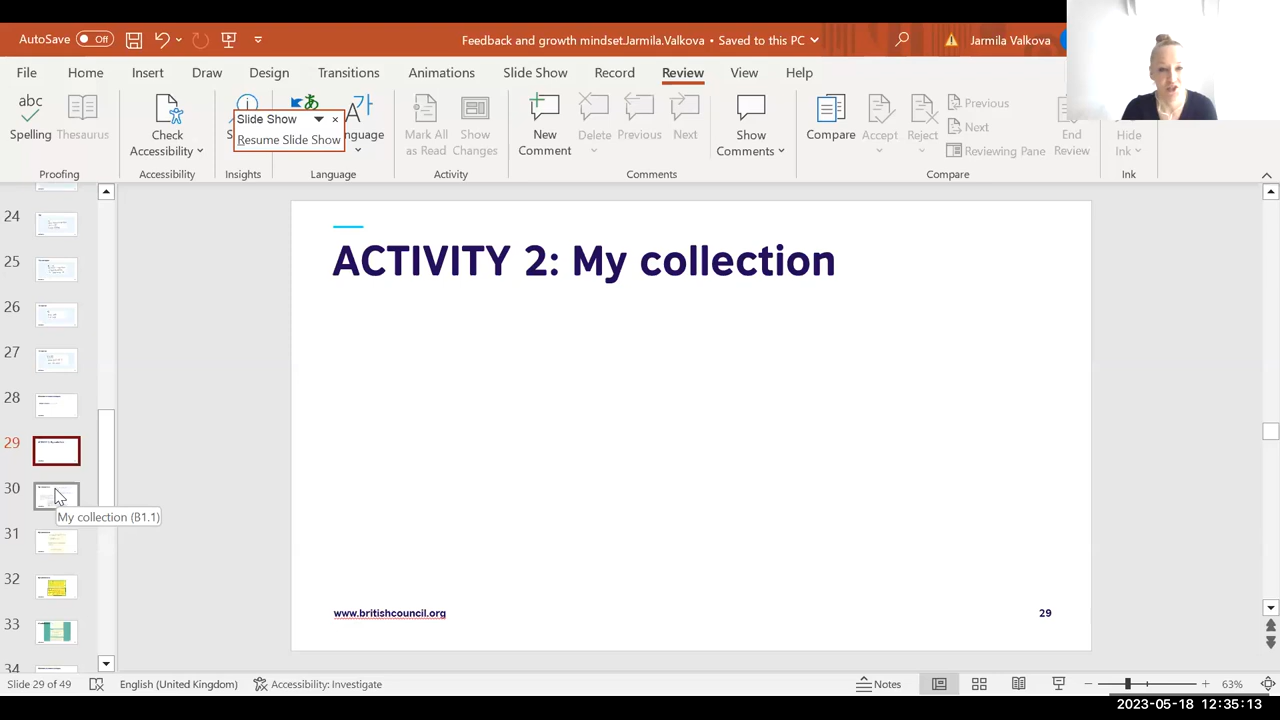 AutoSave Off Feedback and growth mindset.Jarmila.Valkova • Saved to this PC Jarmila Valkova
File Home Insert Draw Design Transitions Animations Slide Show Record Review View Help
Slide Show
Resume Slide Show
Spelling Thesaurus
Check
Accessibility
Language
Mark All
as Read
Show
Changes
New
Comment
Delete Previous Next
Show
Comments
Compare Accept Reject
Previous
Next
Reviewing Pane
End
Review
Hide
Ink
Proofing Accessibility Insights Language Activity Comments Compare Ink
24
25
26
27
28
29
30
My collection (B1.1)
31
32
33
34
ACTIVITY 2: My collection
www.britishcouncil.org 29
Slide 29 of 49 English (United Kingdom) Accessibility: Investigate Notes 63%
2023-05-18 12:35:13